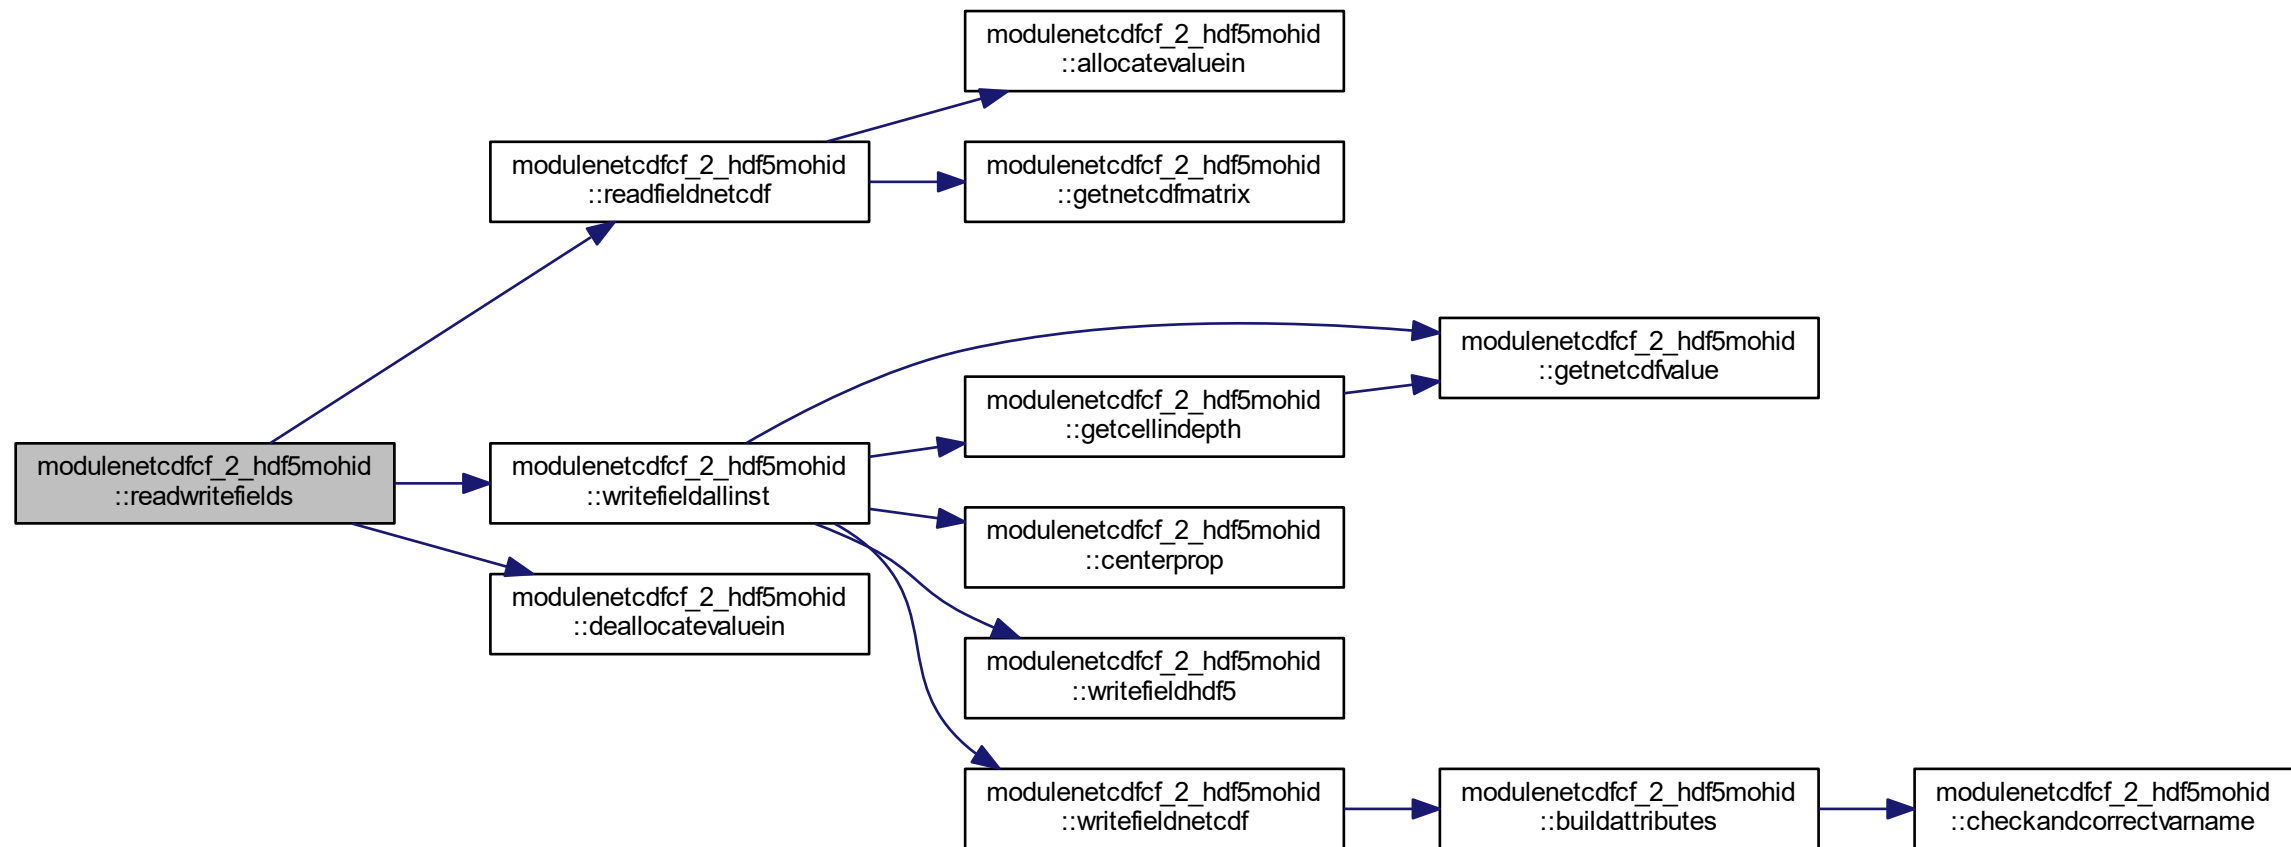 modulenetcdfcf_2_hdf5mohid
::allocatevaluein
modulenetcdfcf_2_hdf5mohid
::readfieldnetcdf
modulenetcdfcf_2_hdf5mohid
::getnetcdfmatrix
modulenetcdfcf_2_hdf5mohid
::getnetcdfvalue
modulenetcdfcf_2_hdf5mohid
::getcellindepth
modulenetcdfcf_2_hdf5mohid
::readwritefields
modulenetcdfcf_2_hdf5mohid
::writefieldallinst
modulenetcdfcf_2_hdf5mohid
::centerprop
modulenetcdfcf_2_hdf5mohid
::deallocatevaluein
modulenetcdfcf_2_hdf5mohid
::writefieldhdf5
modulenetcdfcf_2_hdf5mohid
::writefieldnetcdf
modulenetcdfcf_2_hdf5mohid
::buildattributes
modulenetcdfcf_2_hdf5mohid
::checkandcorrectvarname